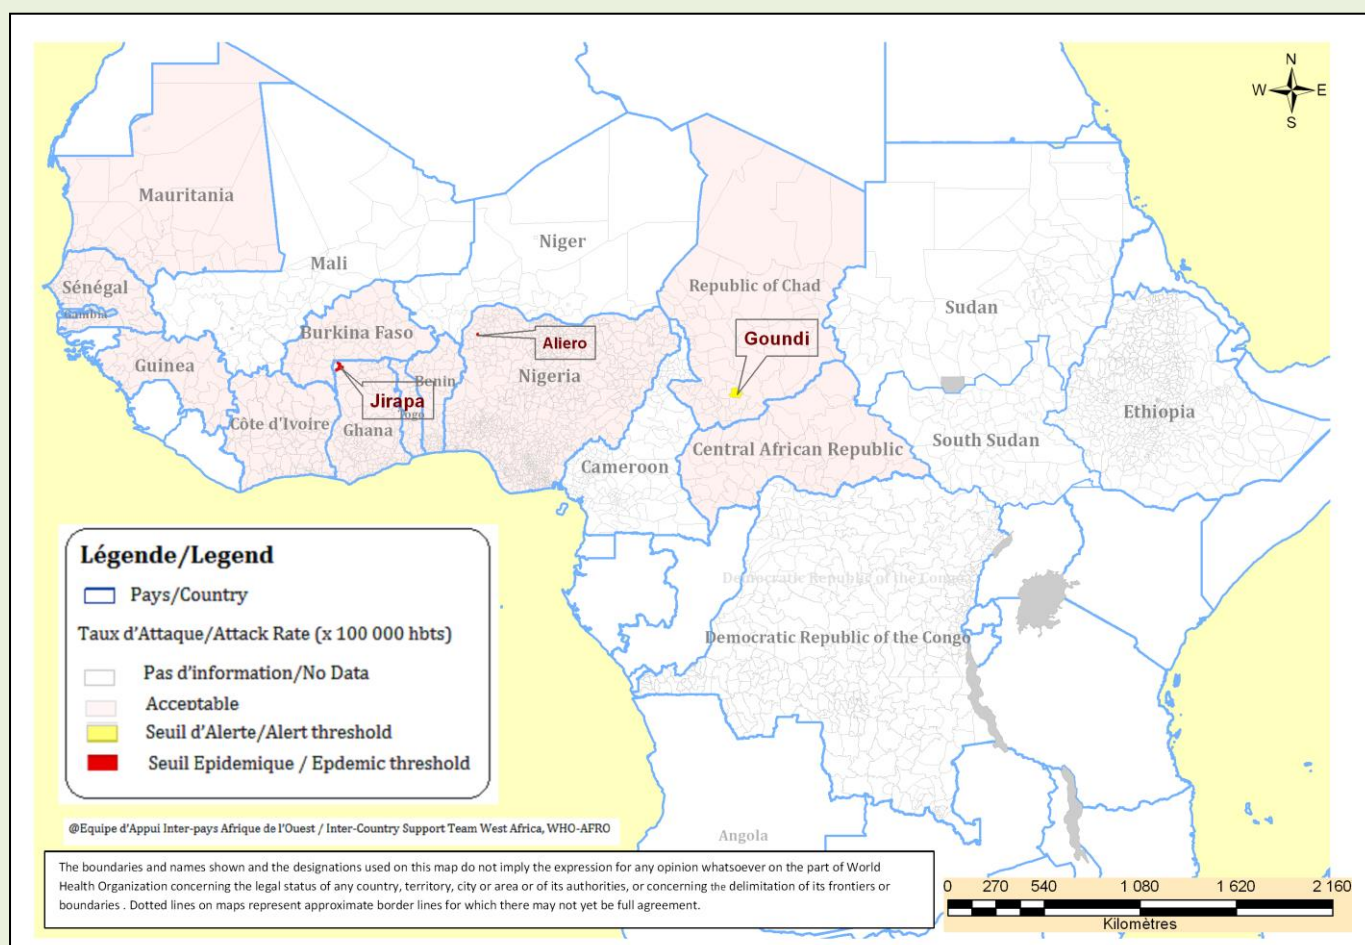 N
W E
S
Mauritania
Mali
Niger
Republic of Chad
Sudan
Sénégal
Gambia
Burkina Faso
Aliero
Goundi
Guinea
Benin
Nigeria
Jirapa
Togo
Côte d'Ivoire
Ghana
Ethiopia
South Sudan
Central African Republic
Cameroon
Democratic Republic of the Congo
Democratic Republic of the Congo
Angola
Légende/Legend
Pays/Country
Taux d'Attaque/Attack Rate (x 100 000 hbts)
Pas d'information/No Data
Acceptable
Seuil d'Alerte/Alert threshold
Seuil Epidemique / Epdemic threshold
@Equipe d'Appui Inter-pays Afrique de l'Ouest / Inter-Country Support Team West Africa, WHO-AFRO
The boundaries and names shown and the designations used on this map do not imply the expression for any opinion whatsoever on the part of World
Health Organization concerning the legal status of any country, territory, city or area or of its authorities, or concerning the delimitation of its frontiers or
boundaries . Dotted lines on maps represent approximate border lines for which there may not yet be full agreement.
0 270 540 1 080 1 620 2 160
Kilomètres